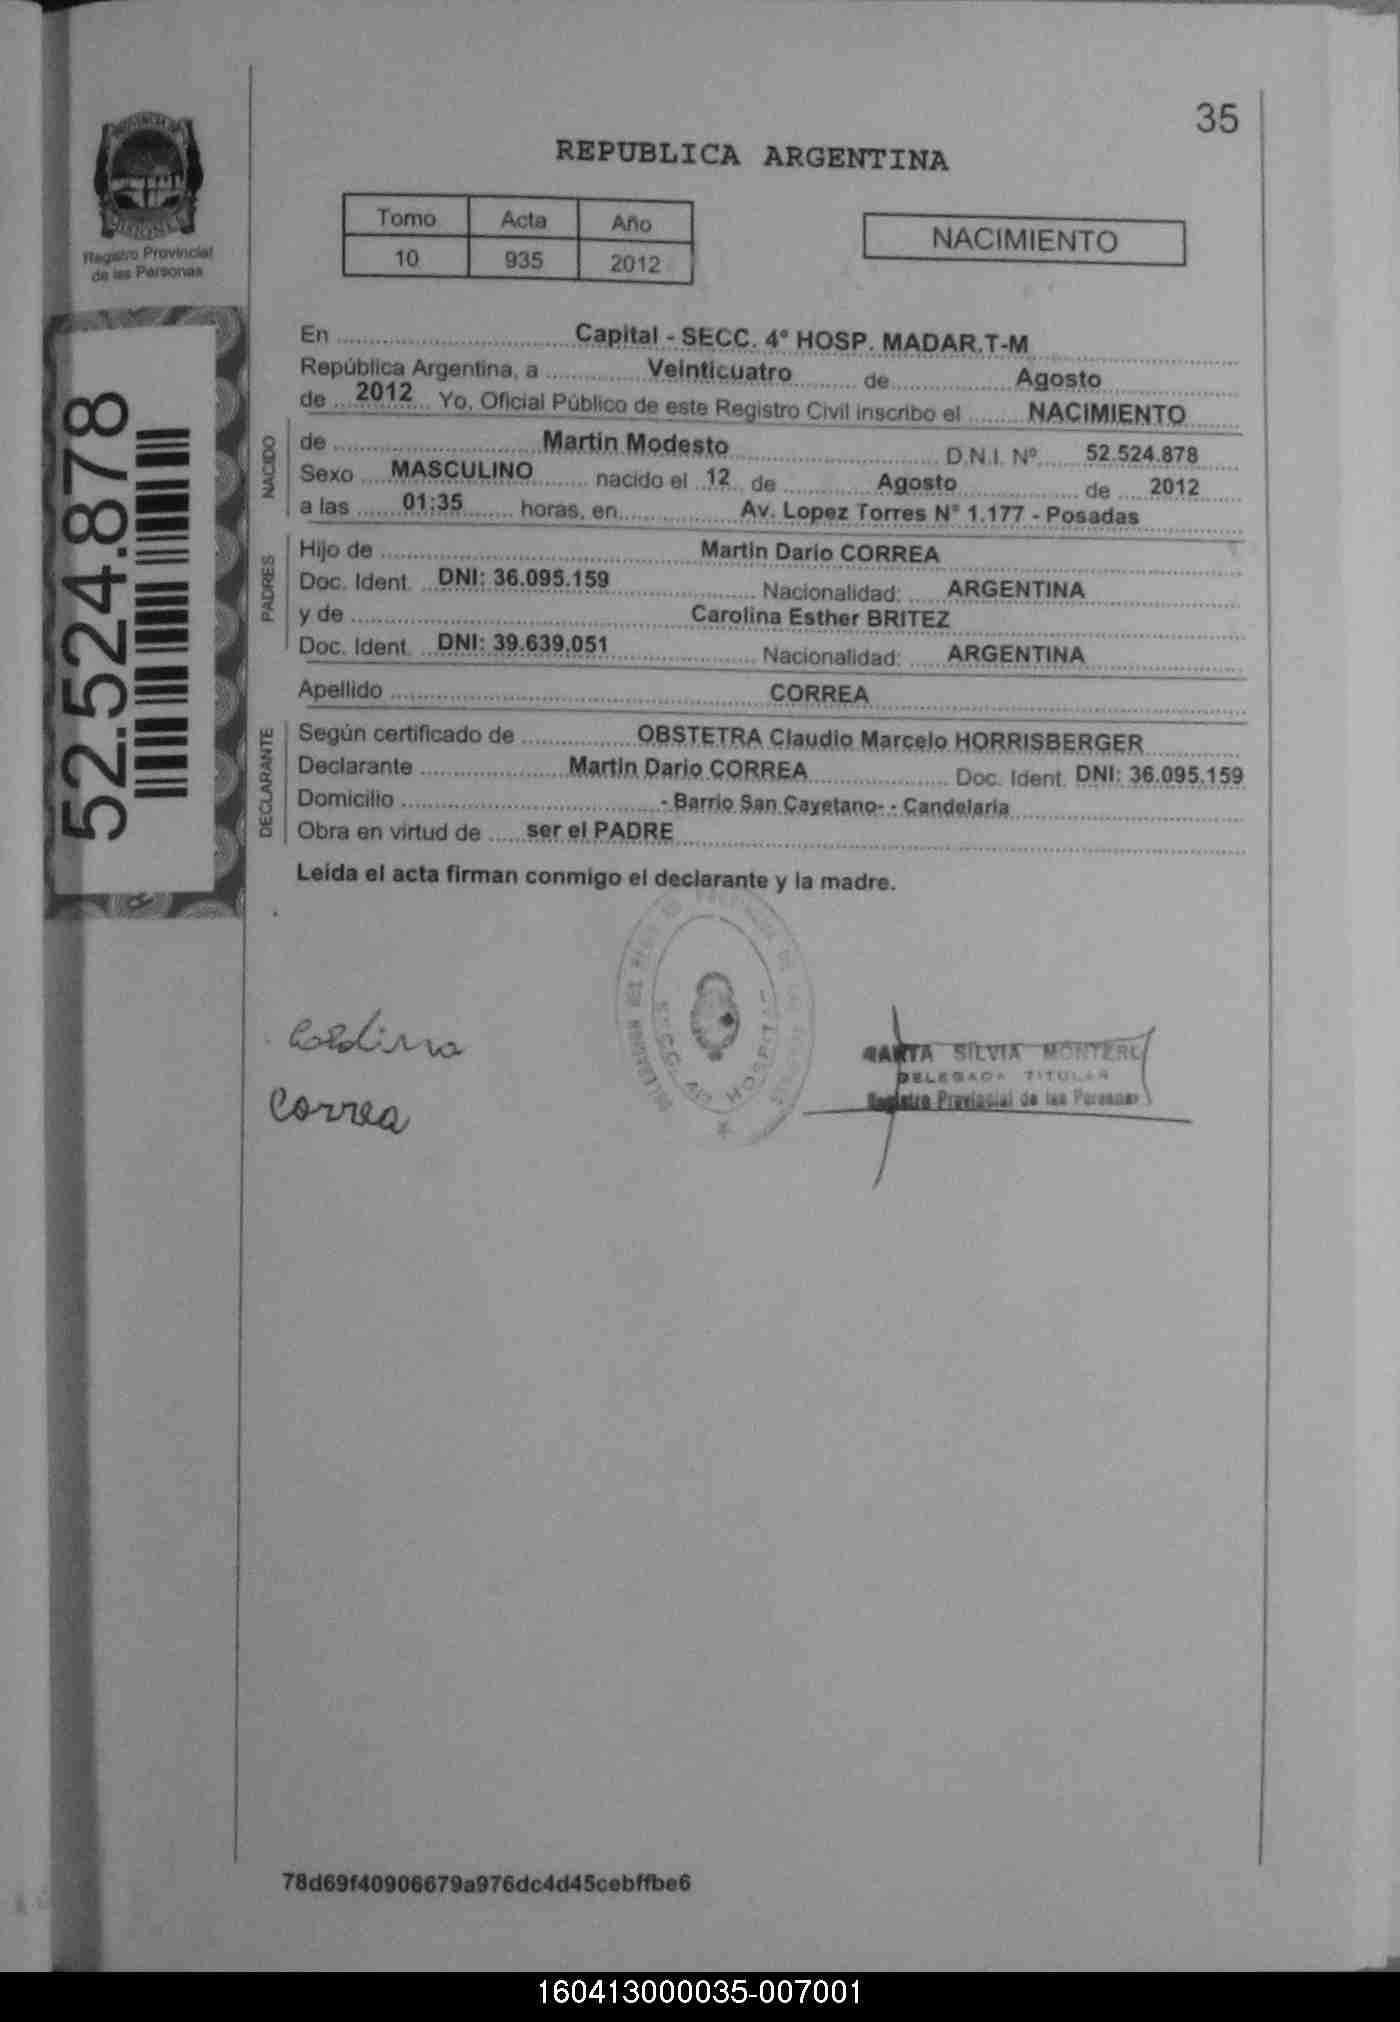 35
REPUBLICA ARGENTINA
Registro Provincial
de las Personas
Tomo Acta Año
10 935 2012
NACIMIENTO
52.524.878
En Capital - SECC. 4° HOSP. MADAR.T-M
República Argentina, a Veinticuatro de Agosto
de 2012 Yo, Oficial Público de este Registro Civil inscribo el NACIMIENTO
NACIDO
de Martin Modesto D.N.I. Nº 52.524.878
Sexo MASCULINO nacido el 12 de Agosto de 2012
a las 01:35 horas, en Av. Lopez Torres N° 1.177 - Posadas
PADRES
Hijo de Martin Dario CORREA
Doc. Ident. DNI: 36.095.159 Nacionalidad: ARGENTINA
y de Carolina Esther BRITEZ
Doc. Ident. DNI: 39.639.051 Nacionalidad: ARGENTINA
Apellido CORREA
DECLARANTE
Según certificado de OBSTETRA Claudio Marcelo HORRISBERGER
Declarante Martin Dario CORREA Doc. Ident. DNI: 36.095.159
Domicilio - Barrio San Cayetano- - Candelaria
Obra en virtud de ser el PADRE
Leída el acta firman conmigo el declarante y la madre.
Correa
SILVIA
DELEGADA TITULAR
Registro Provincial de las Personas
78d69f40906679a976dc4d45cebffbe6
160413000035-007001